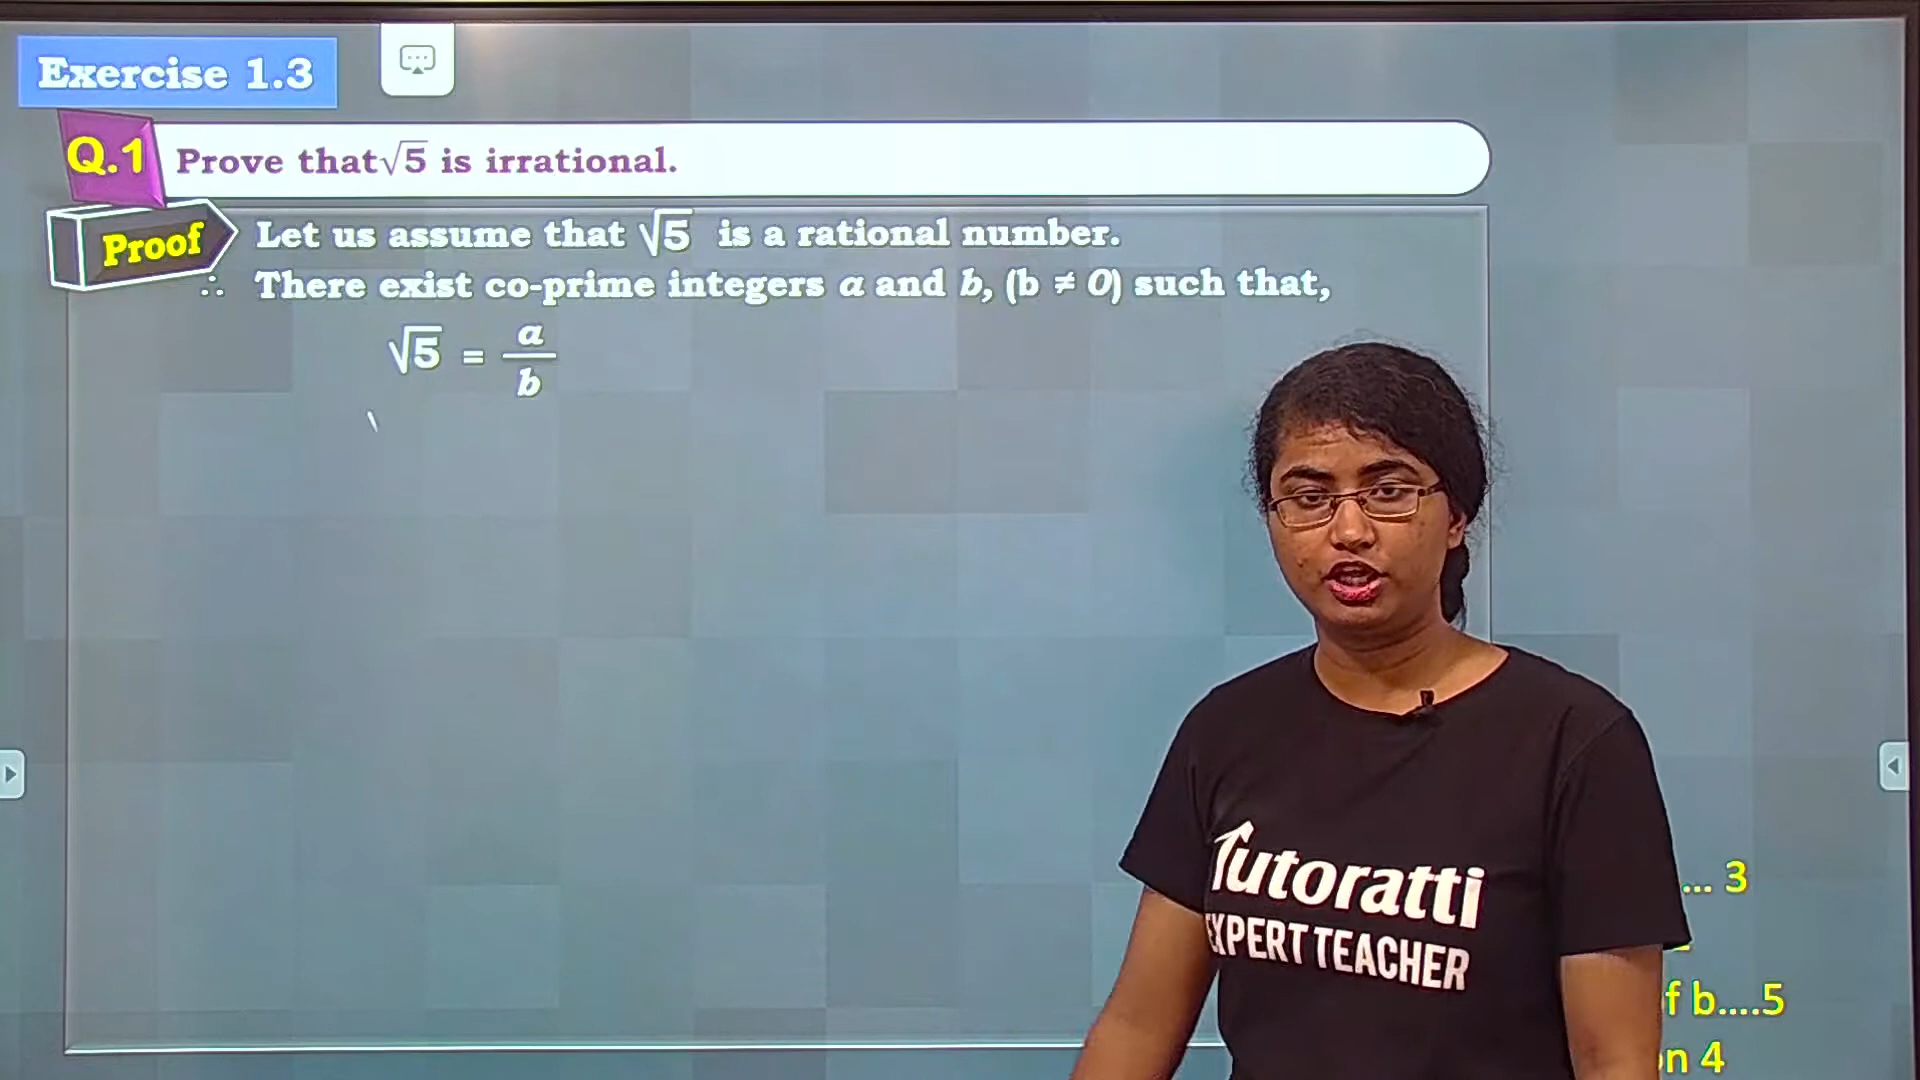 Exercise 1.3
Q.1 Prove that √5 is irrational.
Proof Let us assume that √5 is a rational number.
∴ There exist co-prime integers a and b, (b ≠ 0) such that,
√5 = a/b
Tutoratti
EXPERT TEACHER
... 3
f b....5
n 4